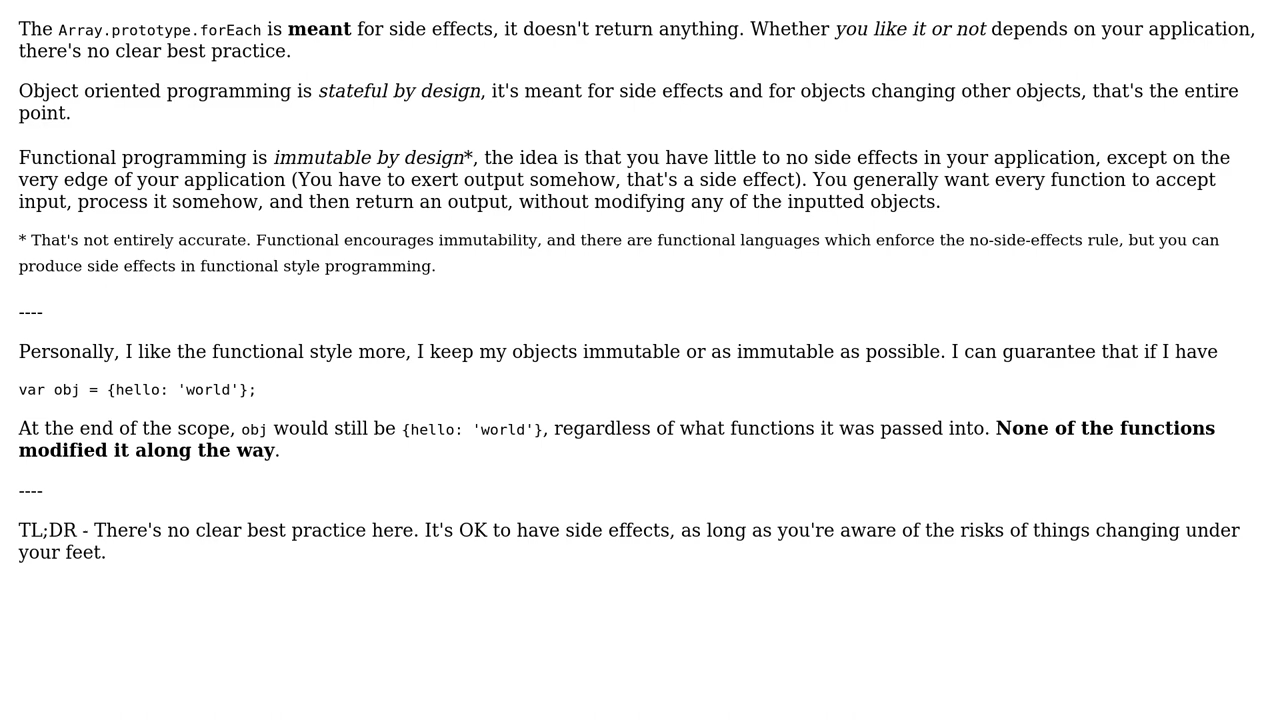 The Array.prototype.forEach is meant for side effects, it doesn't return anything. Whether you like it or not depends on your application,
there's no clear best practice.
Object oriented programming is stateful by design, it's meant for side effects and for objects changing other objects, that's the entire
point.
Functional programming is immutable by design*, the idea is that you have little to no side effects in your application, except on the
very edge of your application (You have to exert output somehow, that's a side effect). You generally want every function to accept
input, process it somehow, and then return an output, without modifying any of the inputted objects.
* That's not entirely accurate. Functional encourages immutability, and there are functional languages which enforce the no-side-effects rule, but you can
produce side effects in functional style programming.
----
Personally, I like the functional style more, I keep my objects immutable or as immutable as possible. I can guarantee that if I have
var obj = {hello: 'world'};
At the end of the scope, obj would still be {hello: 'world'}, regardless of what functions it was passed into. None of the functions
modified it along the way.
----
TL;DR - There's no clear best practice here. It's OK to have side effects, as long as you're aware of the risks of things changing under
your feet.